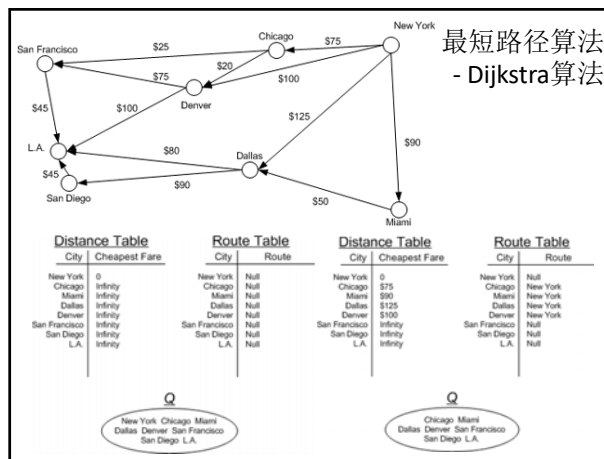 最短路径算法
- Dijkstra算法
New York
Chicago
San Francisco
$75
$25
$20
$75
$100
Denver
$45
$100
$125
$90
L.A.
$80
Dallas
$45
$90
San Diego
$50
Miami
Distance Table
City Cheapest Fare
New York 0
Chicago Infinity
Miami Infinity
Dallas Infinity
Denver Infinity
San Francisco Infinity
San Diego Infinity
L.A. Infinity
Route Table
City Route
New York Null
Chicago Null
Miami Null
Dallas Null
Denver Null
San Francisco Null
San Diego Null
L.A. Null
Q
New York Chicago Miami
Dallas Denver San Francisco
San Diego L.A.
Distance Table
City Cheapest Fare
New York 0
Chicago $75
Miami $90
Dallas $125
Denver $100
San Francisco Infinity
San Diego Infinity
L.A. Infinity
Route Table
City Route
New York Null
Chicago New York
Miami New York
Dallas New York
Denver New York
San Francisco Null
San Diego Null
L.A. Null
Q
Chicago Miami
Dallas Denver San Francisco
San Diego L.A.